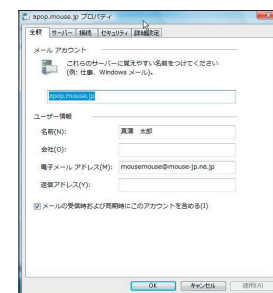 apop.mouse.jp プロパティ
全般 サーバー 接続 セキュリティ 詳細設定
メール アカウント
これらのサーバーに覚えやすい名前をつけてください
(例: 仕事、Windows メール)。
apop.mouse.jp
ユーザー情報
名前(N): 真潭 太郎
会社(O):
電子メール アドレス(M): mousemouse@mouse-jp.ne.jp
返信アドレス(Y):
メールの受信時および同期時にこのアカウントを含める(I)
OK キャンセル 適用(A)